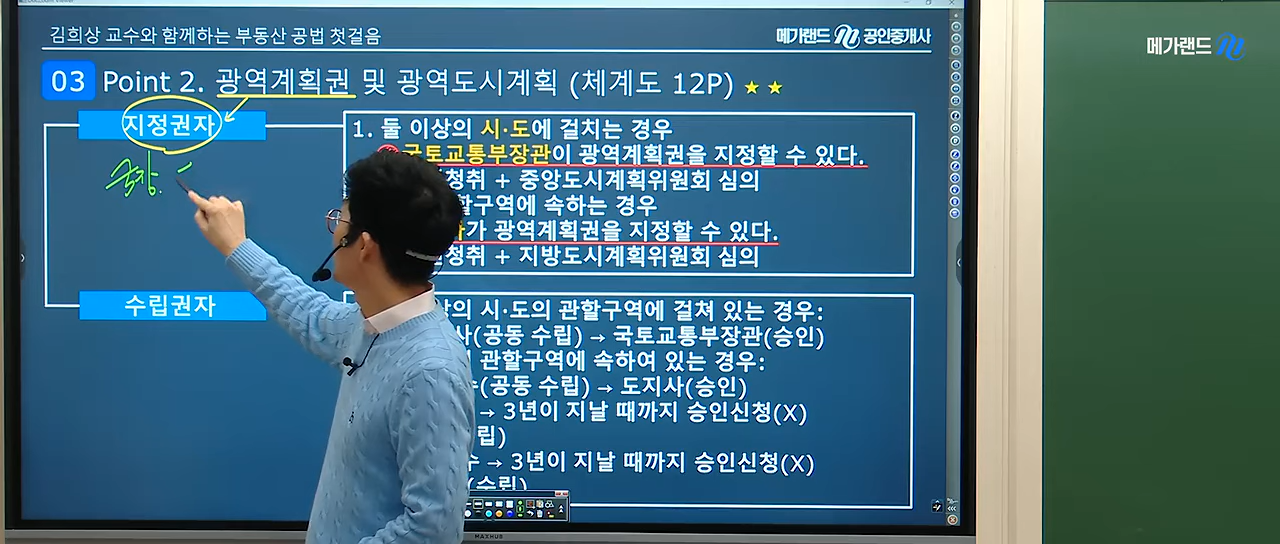 김희상 교수와 함께하는 부동산 공법 첫걸음
메가랜드 공인중개사
메가랜드
03 Point 2. 광역계획권 및 광역도시계획 (체계도 12P) ★★
지정권자
국장.
1. 둘 이상의 시·도에 걸치는 경우
국토교통부장관이 광역계획권을 지정할 수 있다.
청취 + 중앙도시계획위원회 심의
할구역에 속하는 경우
가 광역계획권을 지정할 수 있다.
청취 + 지방도시계획위원회 심의
수립권자
의 시·도의 관할구역에 걸쳐 있는 경우:
사(공동 수립) → 국토교통부장관(승인)
관할구역에 속하여 있는 경우:
(공동 수립) → 도지사(승인)
→ 3년이 지날 때까지 승인신청(X)
립)
수 → 3년이 지날 때까지 승인신청(X)
(수립)
MAXHUB